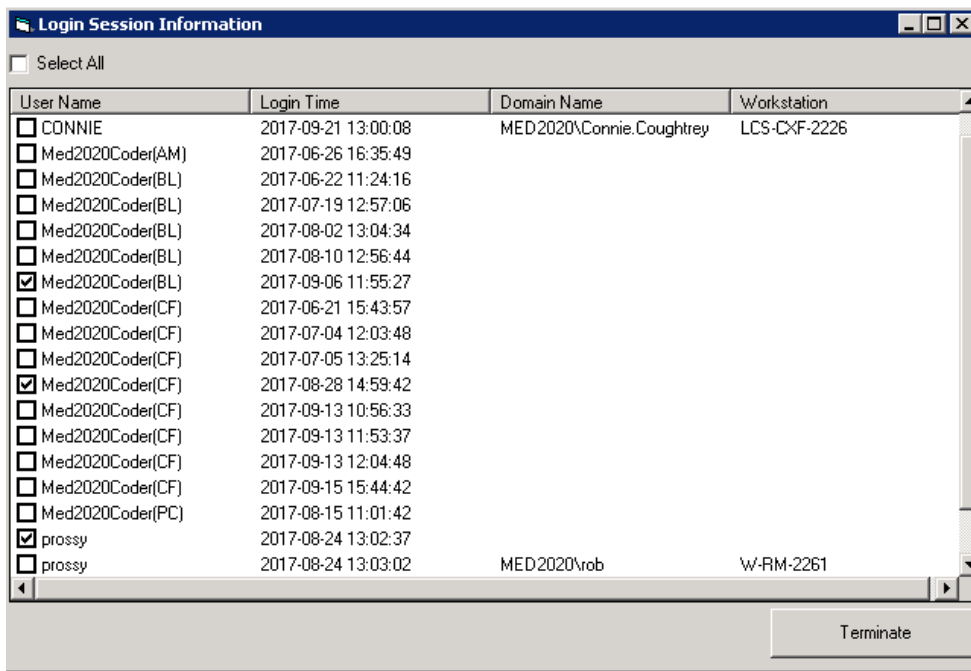 Login Session Information
Select All
User Name Login Time Domain Name Workstation
CONNIE 2017-09-21 13:00:08 MED2020\Connie.Coughtrey LCS-CXF-2226
Med2020Coder(AM) 2017-06-26 16:35:49
Med2020Coder(BL) 2017-06-22 11:24:16
Med2020Coder(BL) 2017-07-19 12:57:06
Med2020Coder(BL) 2017-08-02 13:04:34
Med2020Coder(BL) 2017-08-10 12:56:44
Med2020Coder(BL) 2017-09-06 11:55:27
Med2020Coder(CF) 2017-06-21 15:43:57
Med2020Coder(CF) 2017-07-04 12:03:48
Med2020Coder(CF) 2017-07-05 13:25:14
Med2020Coder(CF) 2017-08-28 14:59:42
Med2020Coder(CF) 2017-09-13 10:56:33
Med2020Coder(CF) 2017-09-13 11:53:37
Med2020Coder(CF) 2017-09-13 12:04:48
Med2020Coder(CF) 2017-09-15 15:44:42
Med2020Coder(PC) 2017-08-15 11:01:42
prossy 2017-08-24 13:02:37
prossy 2017-08-24 13:03:02 MED2020\rob W-RM-2261
Terminate